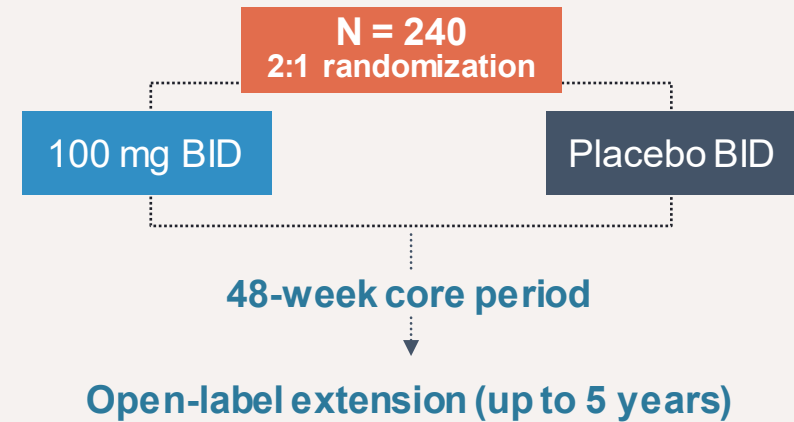 N = 240
2:1 randomization
100 mg BID
Placebo BID
48-week core period
Open-label extension (up to 5 years)